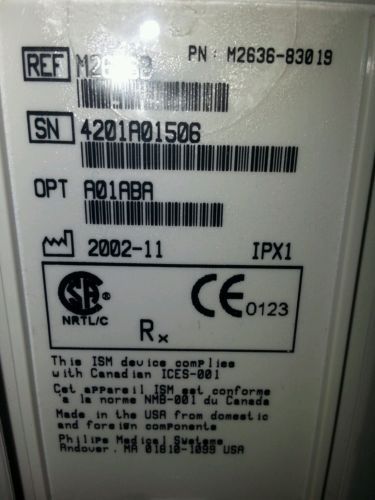 PN: M2636-83019
REF
SN 4201A01506
OPT A01ABA
2002-11 IPX1
SA ®
NRTL/C
CE 0123
Rx
This ISM device complies
with Canadian ICES-001
Cet appareil ISM est conforme
'a la norme NMB-001 du Canada
Made in the USA from domestic
and foreign components
Philips Medical Systems
Andover. MA 01810-1099 USA